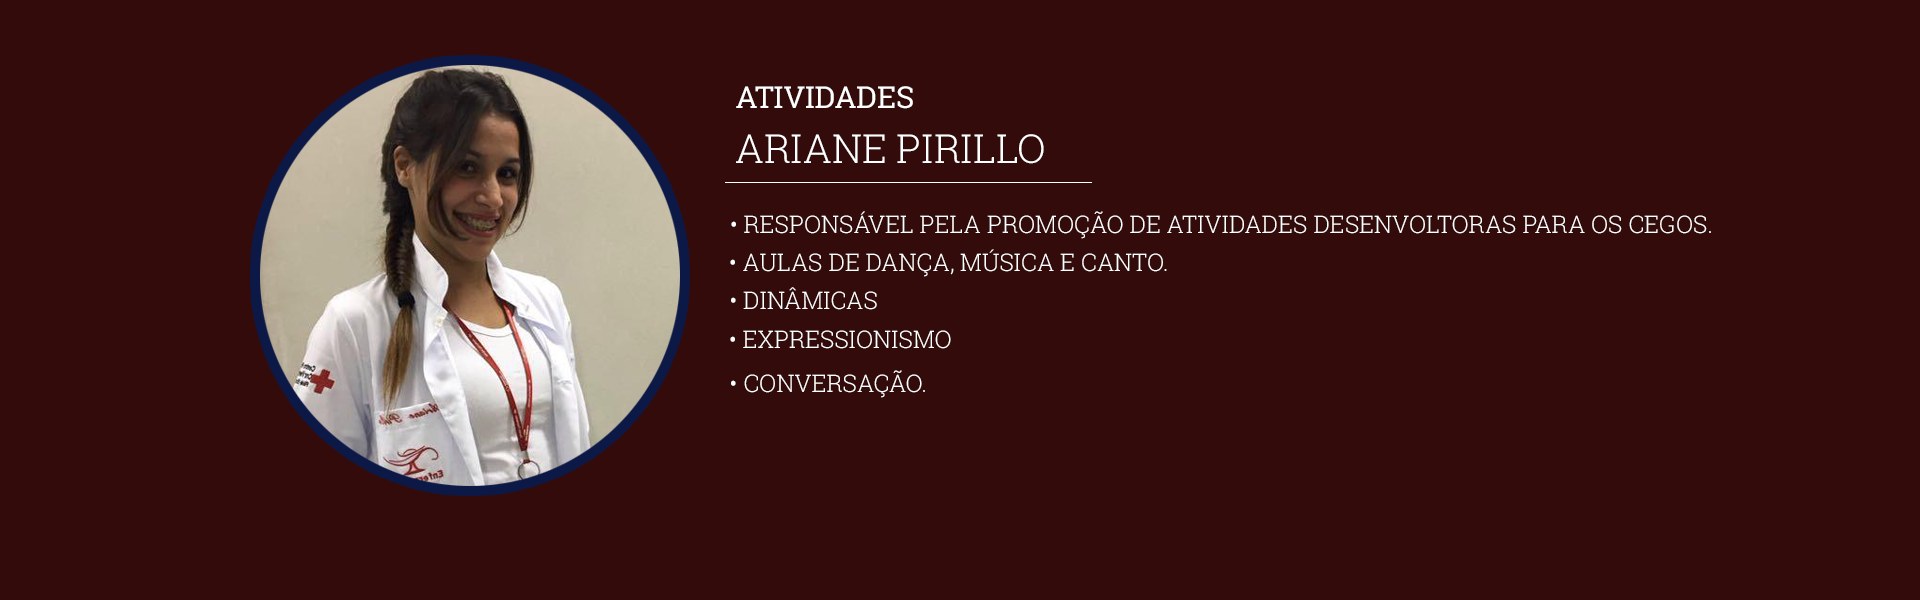 ATIVIDADES
ARIANE PIRILLO
• RESPONSÁVEL PELA PROMOÇÃO DE ATIVIDADES DESENVOLTORAS PARA OS CEGOS.
• AULAS DE DANÇA, MÚSICA E CANTO.
• DINÂMICAS
• EXPRESSIONISMO
• CONVERSAÇÃO.
Ariane